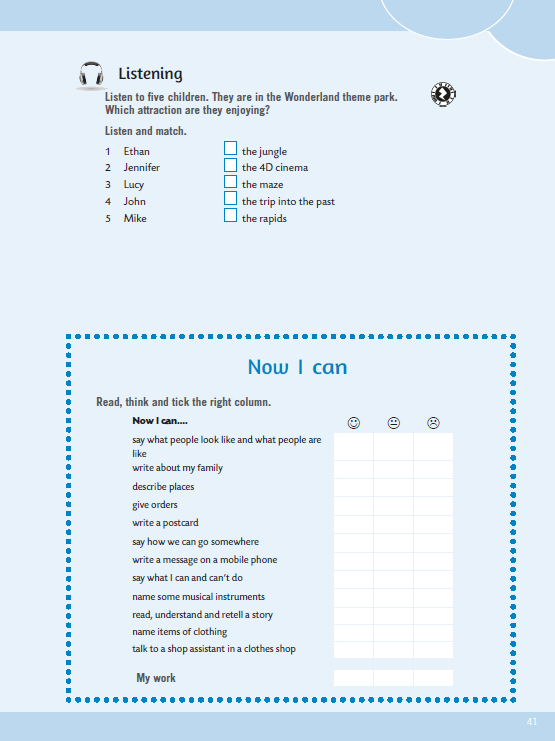 Listening
Listen to five children. They are in the Wonderland theme park.
Which attraction are they enjoying?
Listen and match.
1 Ethan the jungle
2 Jennifer the 4D cinema
3 Lucy the maze
4 John the trip into the past
5 Mike the rapids
Now I can
Read, think and tick the right column.
Now I can....
say what people look like and what people are
like
write about my family
describe places
give orders
write a postcard
say how we can go somewhere
write a message on a mobile phone
say what I can and can't do
name some musical instruments
read, understand and retell a story
name items of clothing
talk to a shop assistant in a clothes shop
My work
41